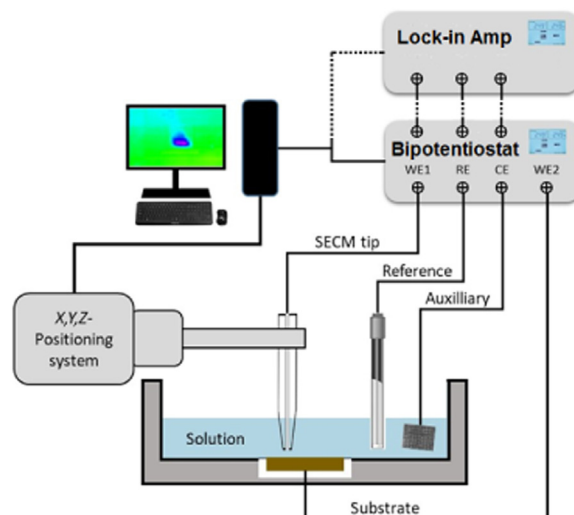 Lock-in Amp
Bipotentiostat
WE1 RE CE WE2
SECM tip
Reference
Auxilliary
X,Y,Z-
Positioning
system
Solution
Substrate